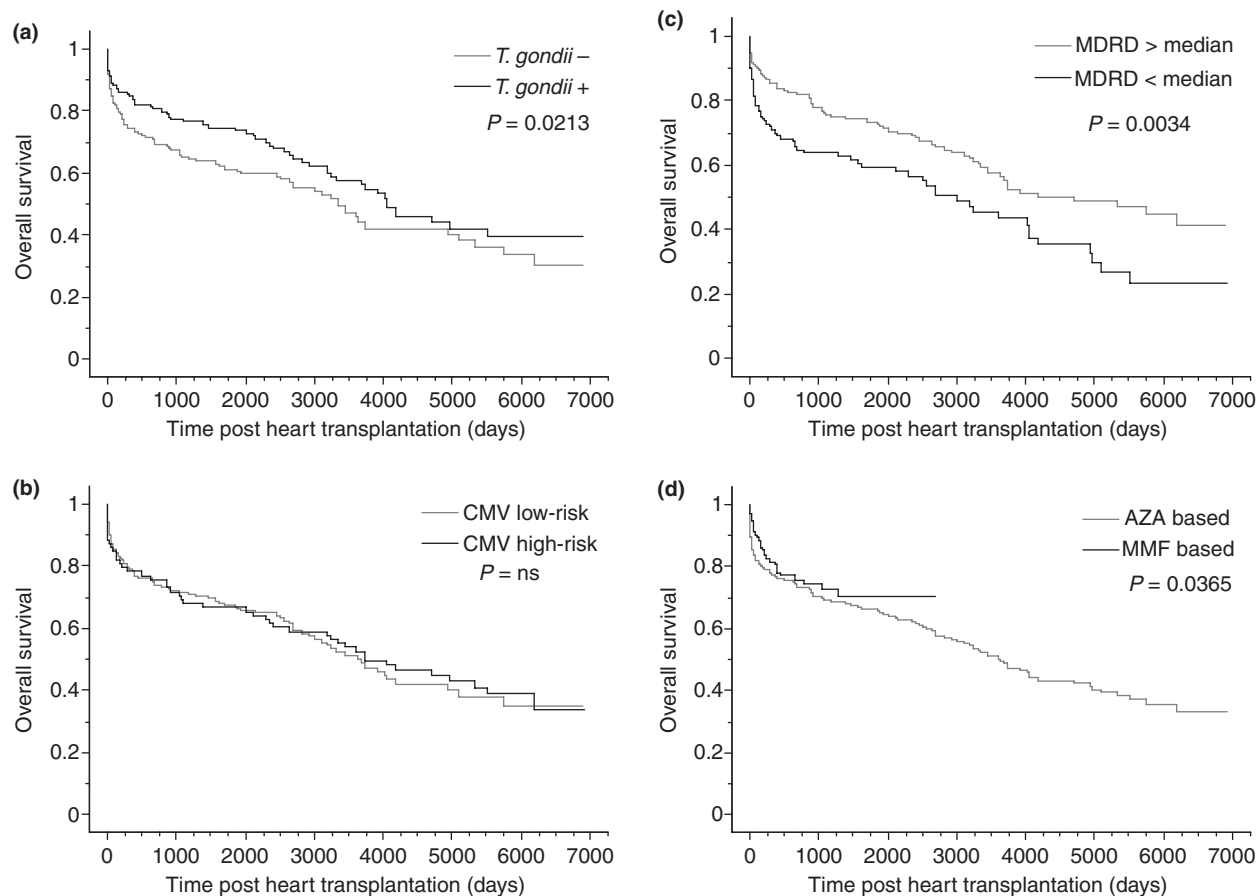 (a)
T. gondii –
T. gondii +
P = 0.0213
Overall survival
1
0.8
0.6
0.4
0.2
0
0 1000 2000 3000 4000 5000 6000 7000
Time post heart transplantation (days)
(c)
MDRD > median
MDRD < median
P = 0.0034
Overall survival
1
0.8
0.6
0.4
0.2
0
0 1000 2000 3000 4000 5000 6000 7000
Time post heart transplantation (days)
(b)
CMV low-risk
CMV high-risk
P = ns
Overall survival
1
0.8
0.6
0.4
0.2
0
0 1000 2000 3000 4000 5000 6000 7000
Time post heart transplantation (days)
(d)
AZA based
MMF based
P = 0.0365
Overall survival
1
0.8
0.6
0.4
0.2
0
0 1000 2000 3000 4000 5000 6000 7000
Time post heart transplantation (days)